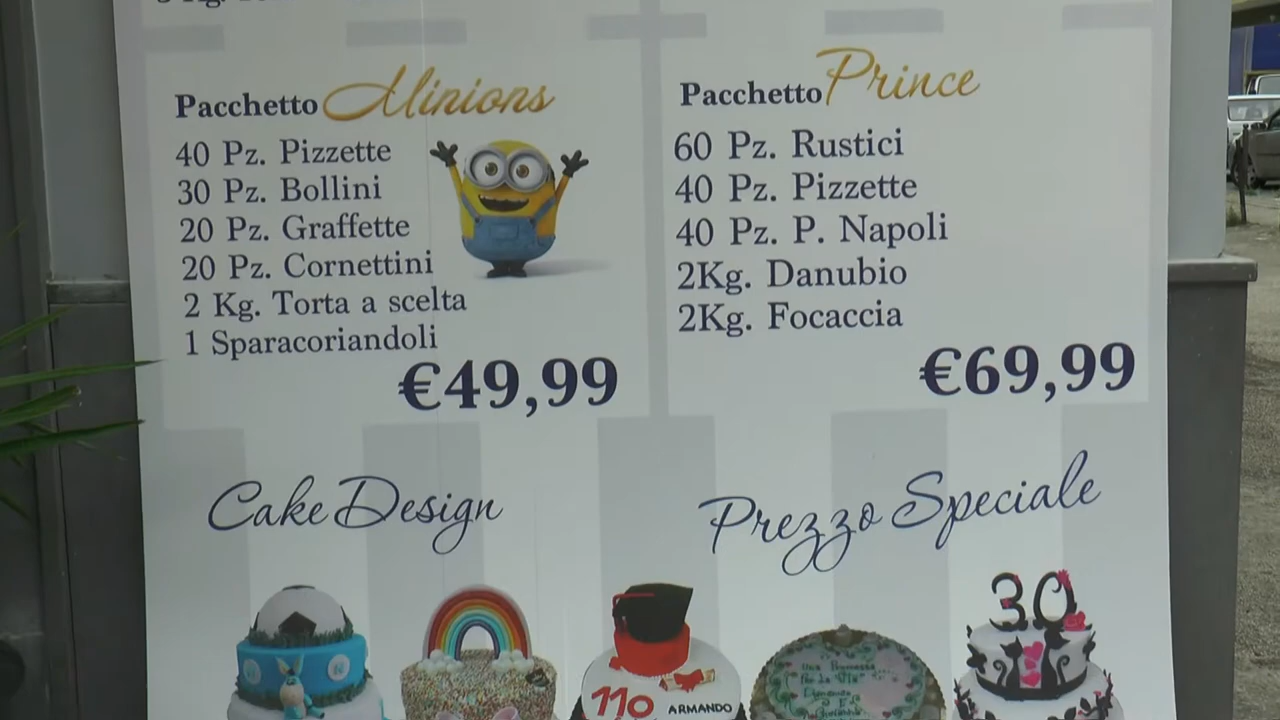 Pacchetto Minions
40 Pz. Pizzette
30 Pz. Bollini
20 Pz. Graffette
20 Pz. Cornettini
2 Kg. Torta a scelta
1 Sparacoriandoli
€49,99
Pacchetto Prince
60 Pz. Rustici
40 Pz. Pizzette
40 Pz. P. Napoli
2Kg. Danubio
2Kg. Focaccia
€69,99
Cake Design
Prezzo Speciale
30
N
110
ARMANDO